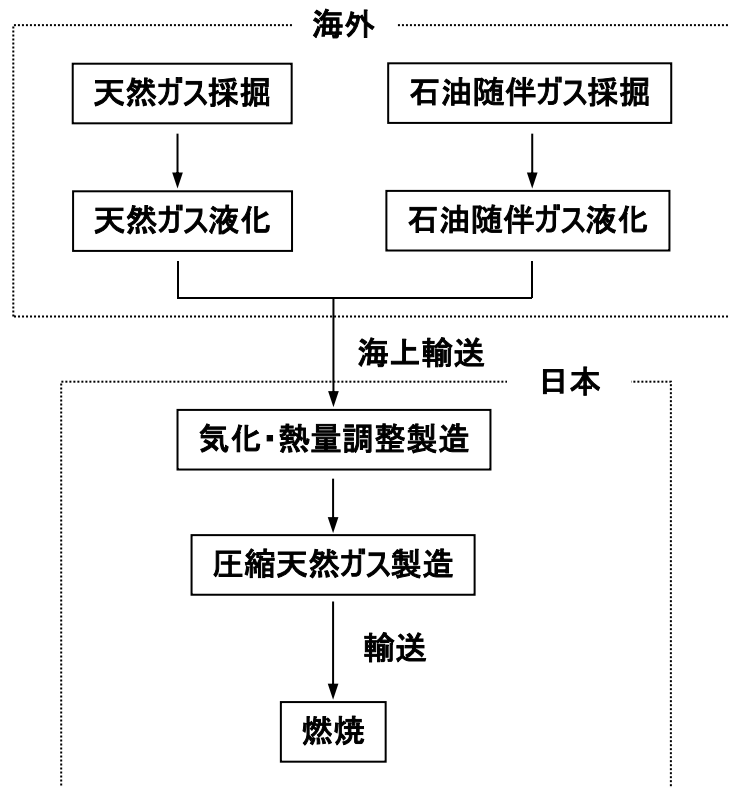 海外
天然ガス採掘
石油随伴ガス採掘
天然ガス液化
石油随伴ガス液化
海上輸送
日本
気化・熱量調整製造
圧縮天然ガス製造
輸送
燃焼